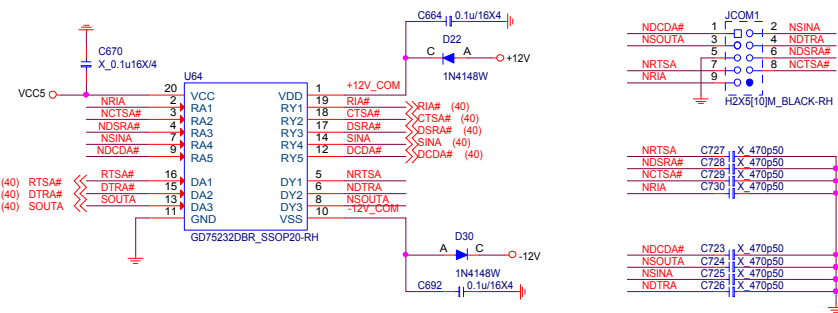 C664 0.1u/16X4
D22
C A +12V
1N4148W
C670
X_0.1u16X/4
VCC5
U64
+12V_COM
20 VCC VDD 1
NRIA 2 RA1 RY1 19 RIA# RIA# (40)
NCTSA# 3 RA2 RY2 18 CTSA# CTSA# (40)
NDSRA# 4 RA3 RY3 17 DSRA# DSRA# (40)
NSINA 7 RA4 RY4 14 SINA SINA (40)
NDCDA# 9 RA5 RY5 12 DCDA# DCDA# (40)
(40) RTSA# RTSA# 16 DA1 DY1 5 NRTSA
(40) DTRA# DTRA# 15 DA2 DY2 6 NDTRA
(40) SOUTA SOUTA 13 DA3 DY3 8 NSOUTA
11 GND VSS 10 -12V_COM
GD75232DBR_SSOP20-RH
D30
A C -12V
1N4148W
C692 0.1u/16X4
JCOM1
NDCDA# 1 2 NSINA
NSOUTA 3 4 NDTRA
5 6 NDSRA#
NRTSA 7 8 NCTSA#
NRIA 9
H2X5[10]M_BLACK-RH
NRTSA C727 X_470p50
NDSRA# C728 X_470p50
NCTSA# C729 X_470p50
NRIA C730 X_470p50
NDCDA# C723 X_470p50
NSOUTA C724 X_470p50
NSINA C725 X_470p50
NDTRA C726 X_470p50